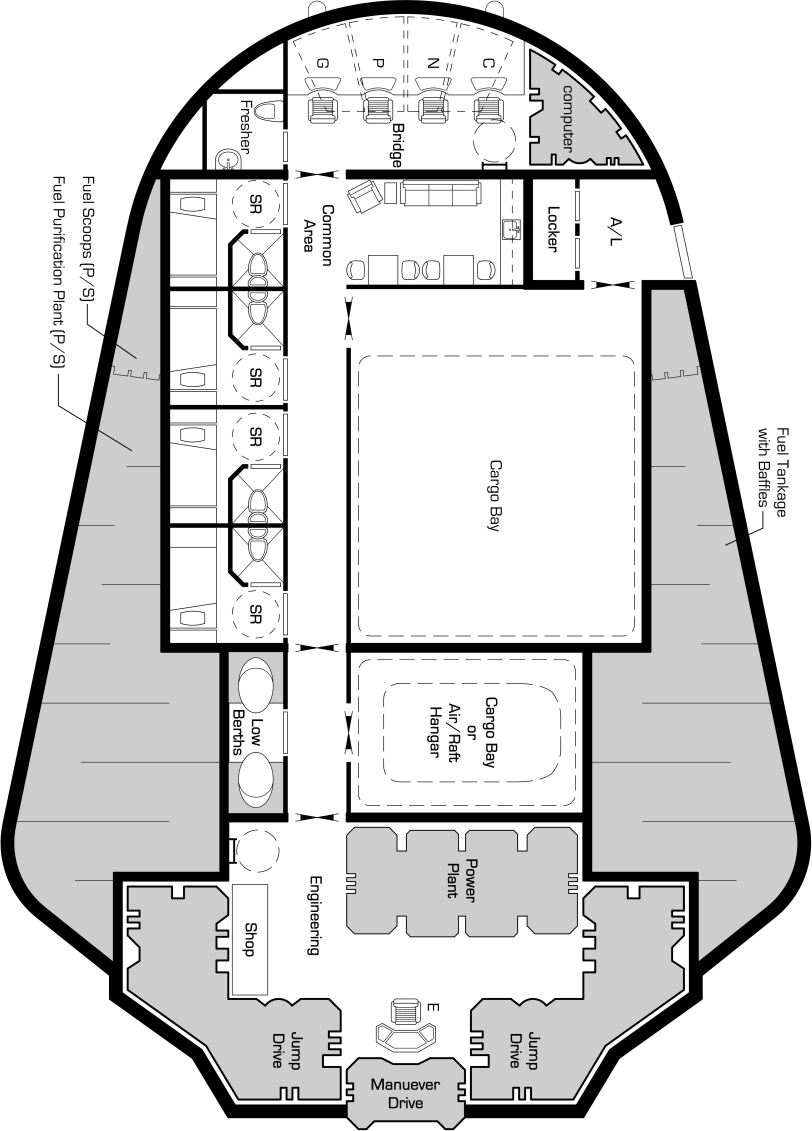 G
P
N
C
computer
Fresher
Bridge
Fuel Scoops (P/S)
Fuel Purification Plant (P/S)
SR
Common
Area
Locker
A/L
SR
SR
SR
Cargo Bay
Fuel Tankage
with Baffles
Low
Berths
Cargo Bay
or
Air/Raft
Hangar
Engineering
Power
Plant
Shop
E
Jump
Drive
Jump
Drive
Manuever
Drive